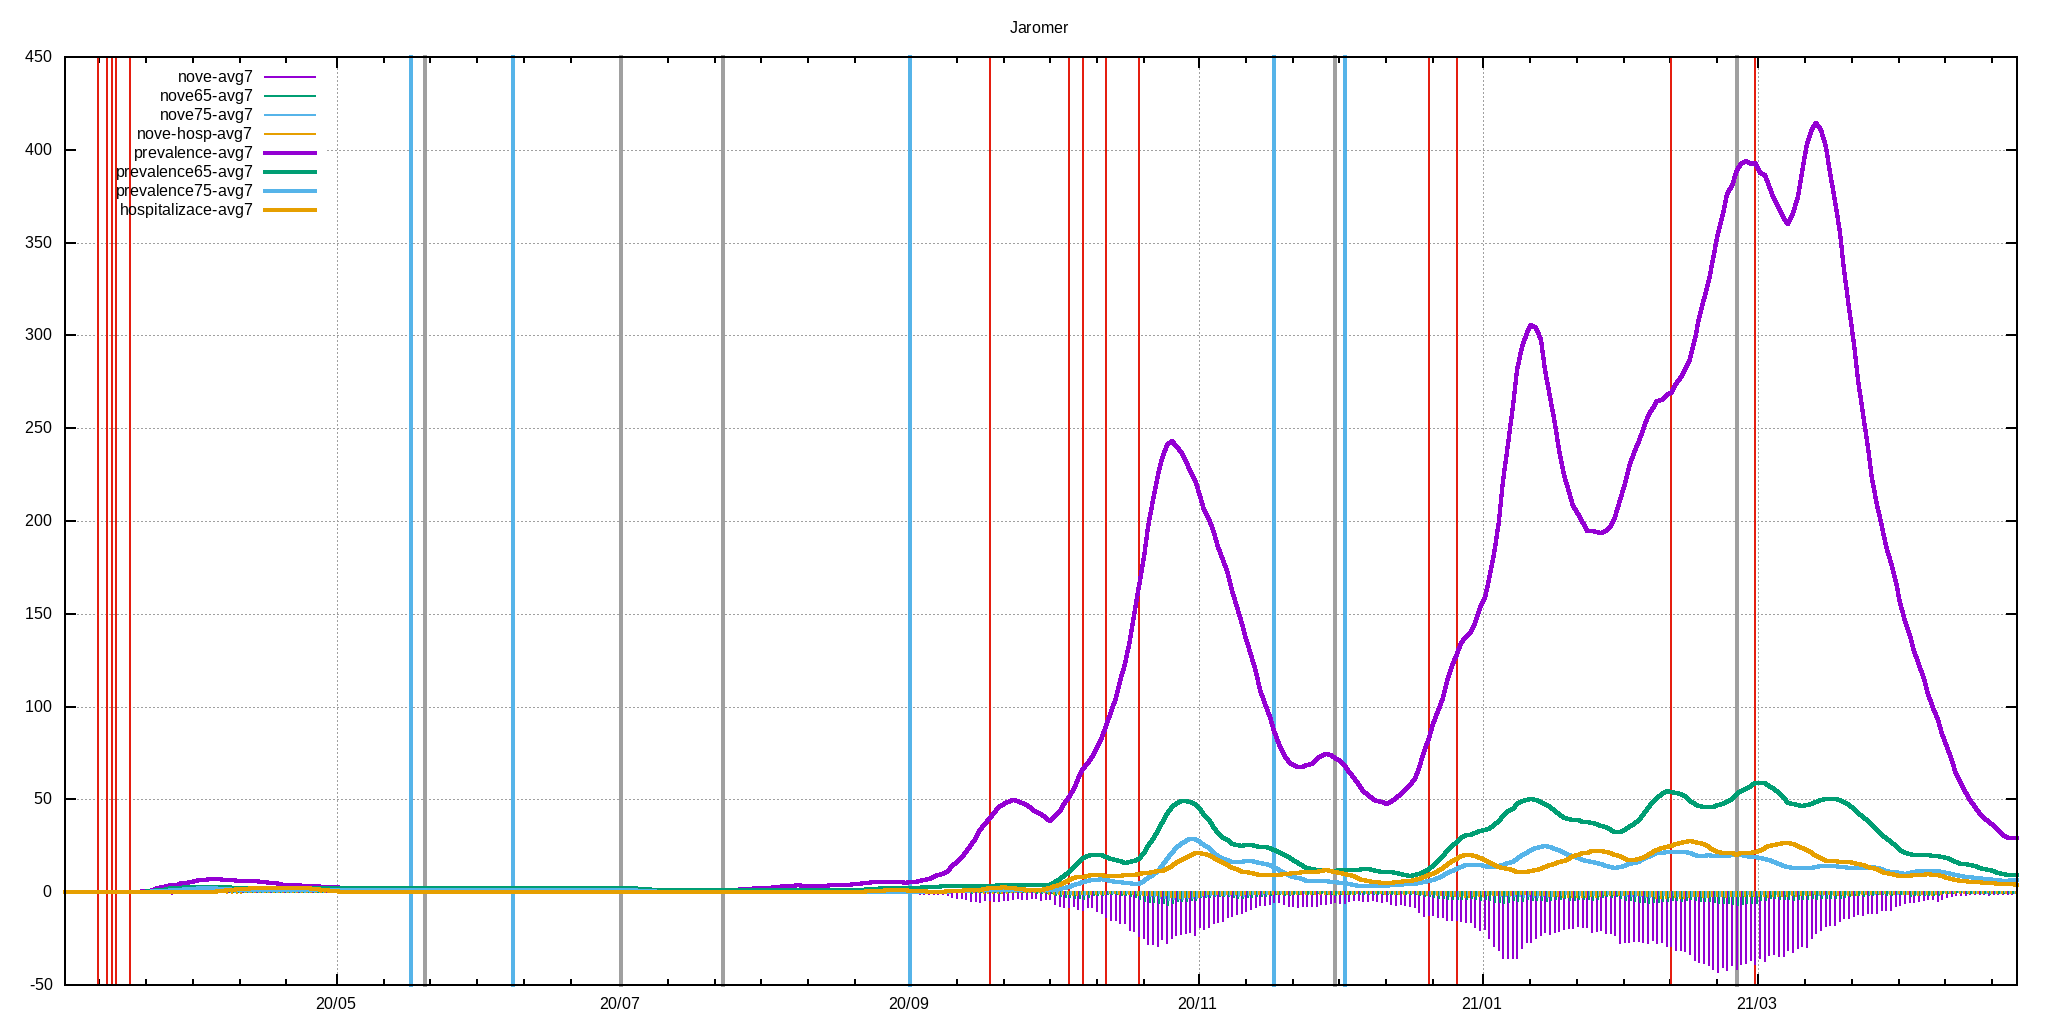 Jaromer
450
400
350
300
250
200
150
100
50
0
-50
nove-avg7
nove65-avg7
nove75-avg7
nove-hosp-avg7
prevalence-avg7
prevalence65-avg7
prevalence75-avg7
hospitalizace-avg7
20/05 20/07 20/09 20/11 21/01 21/03